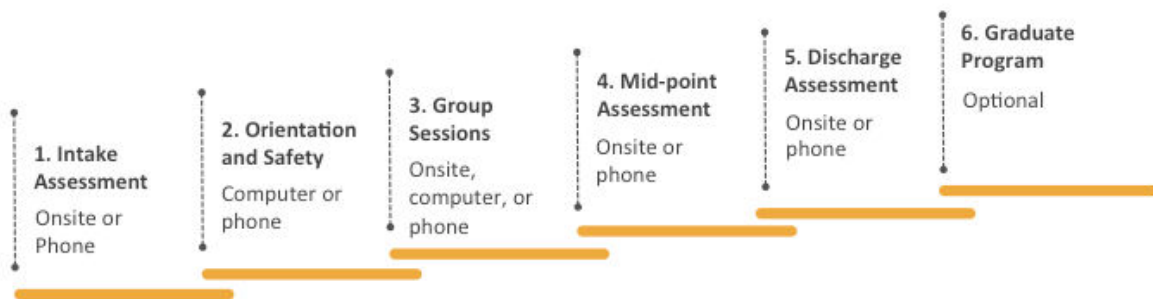 1. Intake
Assessment
Onsite or
Phone
2. Orientation
and Safety
Computer or
phone
3. Group
Sessions
Onsite,
computer, or
phone
4. Mid-point
Assessment
Onsite or
phone
5. Discharge
Assessment
Onsite or
phone
6. Graduate
Program
Optional